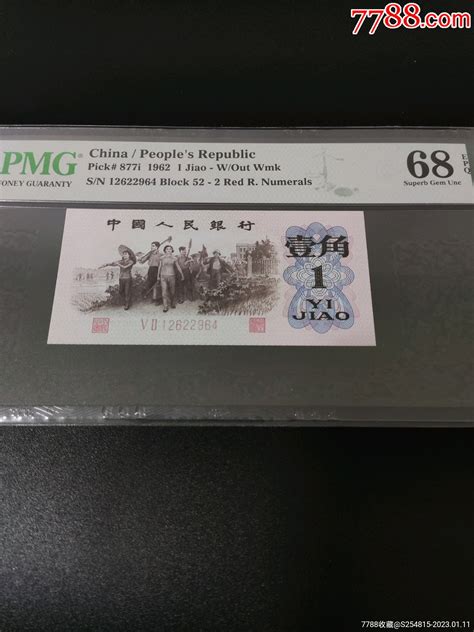 7788.com
PMG
MONEY GUARANTY
China / People's Republic
Pick# 877i 1962 1 Jiao - W/Out Wmk
S/N 12622964 Block 52 - 2 Red R. Numerals
68
Superb Gem Unc
E
P
Q
中國人民銀行
壹角
1
YI
JIAO
VII 12622964
7788收藏@S254815-2023.01.11